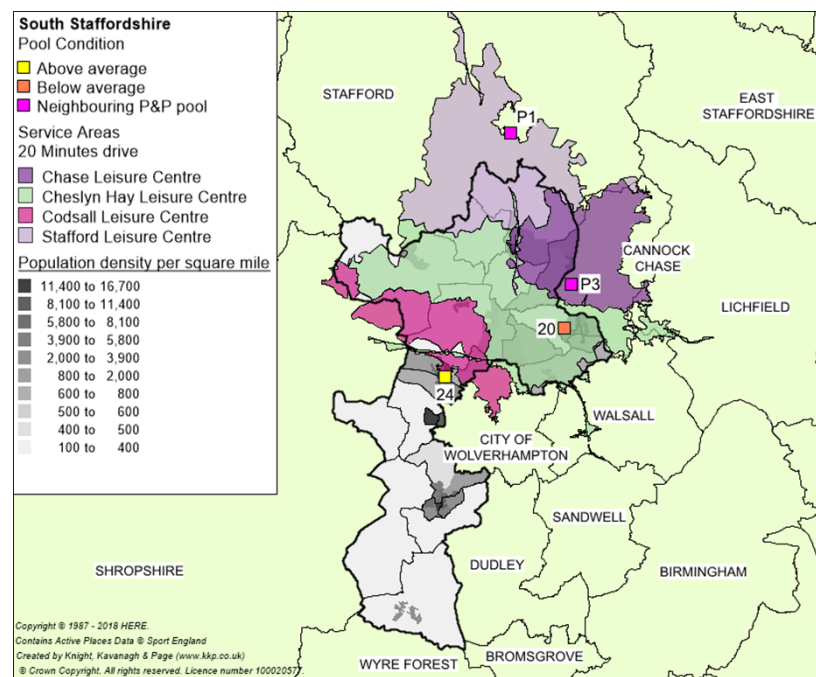 South Staffordshire
Pool Condition
Above average
Below average
Neighbouring P&P pool
Service Areas
20 Minutes drive
Chase Leisure Centre
Cheslyn Hay Leisure Centre
Codsall Leisure Centre
Stafford Leisure Centre
Population density per square mile
11,400 to 16,700
8,100 to 11,400
5,800 to 8,100
3,900 to 5,800
2,000 to 3,900
800 to 2,000
600 to 800
500 to 600
400 to 500
100 to 400
STAFFORD
P1
EAST
STAFFORDSHIRE
CANNOCK
CHASE
P3
LICHFIELD
20
24
WALSALL
CITY OF
WOLVERHAMPTON
SANDWELL
DUDLEY
SHROPSHIRE
BIRMINGHAM
WYRE FOREST
BROMSGROVE
Copyright © 1987 - 2018 HERE.
Contains Active Places Data © Sport England
Created by Knight, Kavanagh & Page (www.kkp.co.uk)
© Crown Copyright. All rights reserved. Licence number 100020577.